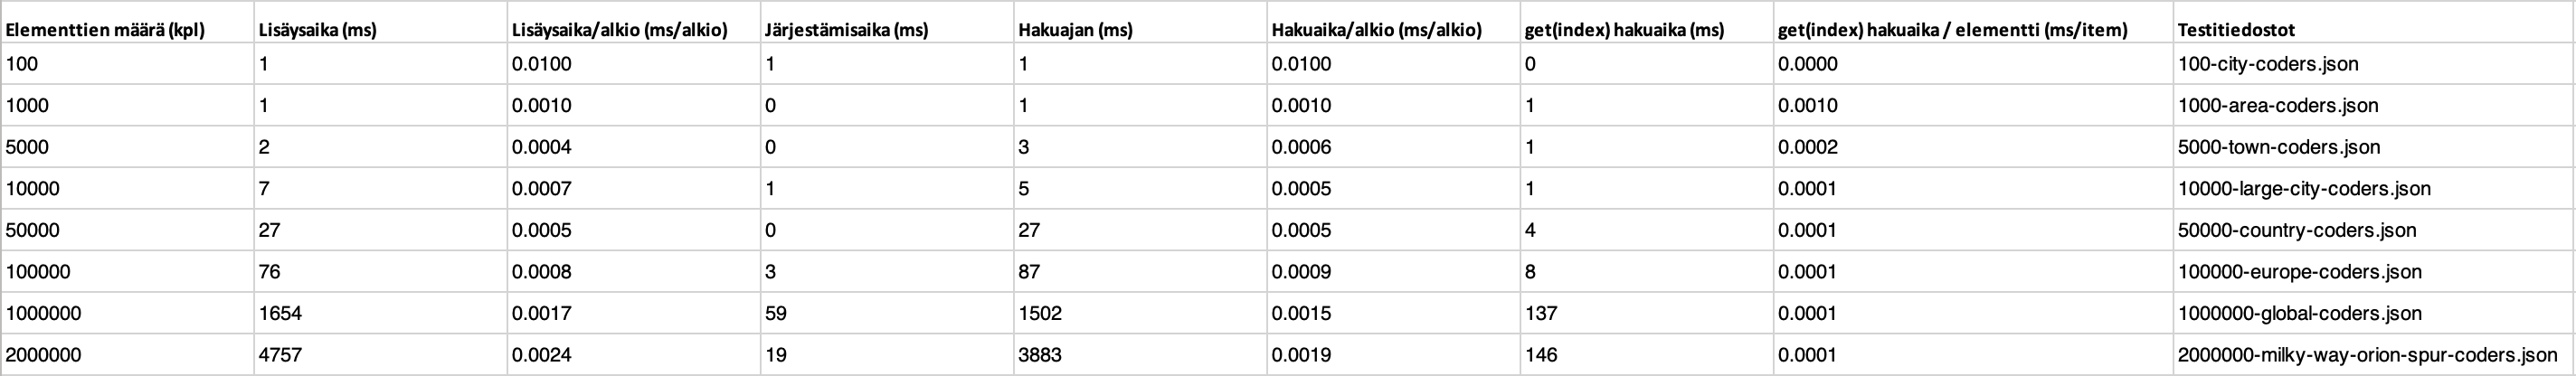 Elementtien määrä (kpl) Lisäysaika (ms) Lisäysaika/alkio (ms/alkio) Järjestämisaika (ms) Hakuajan (ms) Hakuaika/alkio (ms/alkio) get(index) hakuaika (ms) get(index) hakuaika / elementti (ms/item) Testitiedostot
100 1 0.0100 1 1 0.0100 0 0.0000 100-city-coders.json
1000 1 0.0010 0 1 0.0010 1 0.0010 1000-area-coders.json
5000 2 0.0004 0 3 0.0006 1 0.0002 5000-town-coders.json
10000 7 0.0007 1 5 0.0005 1 0.0001 10000-large-city-coders.json
50000 27 0.0005 0 27 0.0005 4 0.0001 50000-country-coders.json
100000 76 0.0008 3 87 0.0009 8 0.0001 100000-europe-coders.json
1000000 1654 0.0017 59 1502 0.0015 137 0.0001 1000000-global-coders.json
2000000 4757 0.0024 19 3883 0.0019 146 0.0001 2000000-milky-way-orion-spur-coders.json